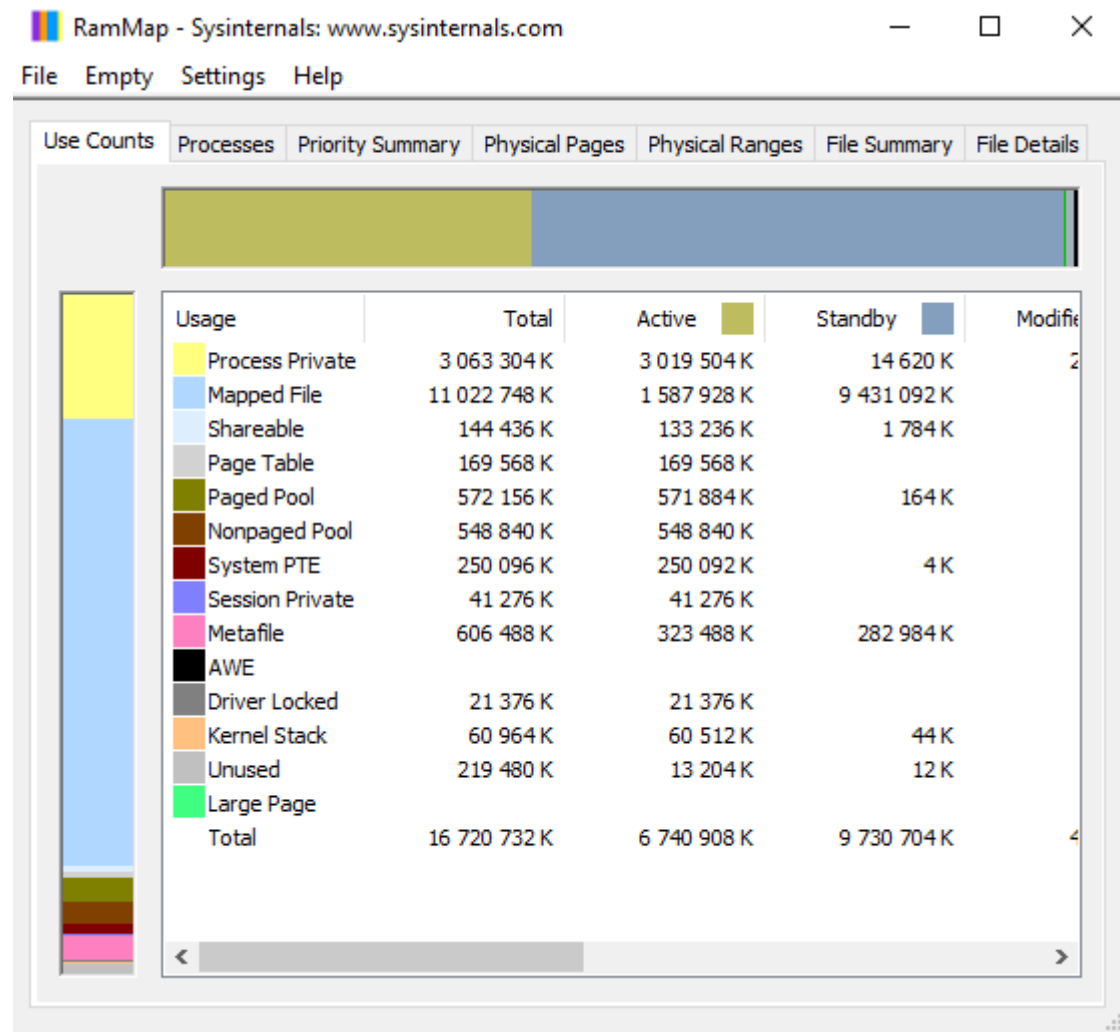 RamMap - Sysinternals: www.sysinternals.com
File Empty Settings Help
Use Counts Processes Priority Summary Physical Pages Physical Ranges File Summary File Details
Usage Total Active Standby
Process Private 3 063 304 K 3 019 504 K 14 620 K 2
Mapped File 11 022 748 K 1 587 928 K 9 431 092 K
Shareable 144 436 K 133 236 K 1 784 K
Page Table 169 568 K 169 568 K
Paged Pool 572 156 K 571 884 K 164 K
Nonpaged Pool 548 840 K 548 840 K
System PTE 250 096 K 250 092 K 4 K
Session Private 41 276 K 41 276 K
Metafile 606 488 K 323 488 K 282 984 K
AWE
Driver Locked 21 376 K 21 376 K
Kernel Stack 60 964 K 60 512 K 44 K
Unused 219 480 K 13 204 K 12 K
Large Page
Total 16 720 732 K 6 740 908 K 9 730 704 K 4